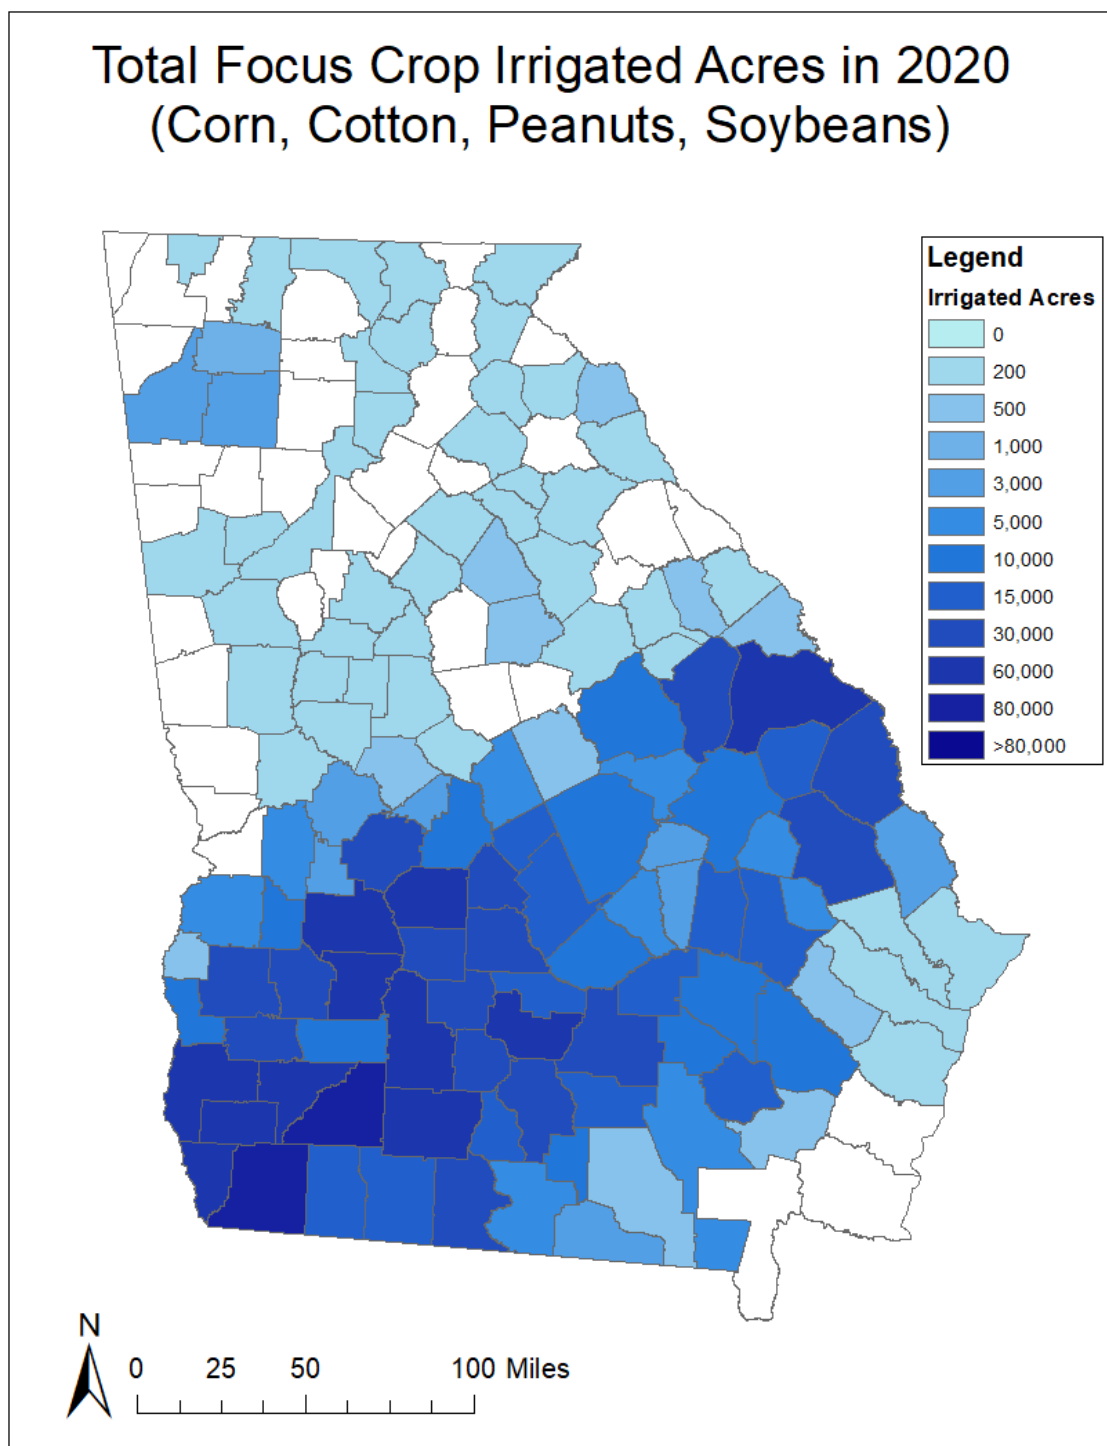 Total Focus Crop Irrigated Acres in 2020
(Corn, Cotton, Peanuts, Soybeans)
Legend
Irrigated Acres
0
200
500
1,000
3,000
5,000
10,000
15,000
30,000
60,000
80,000
>80,000
N
0 25 50 100 Miles